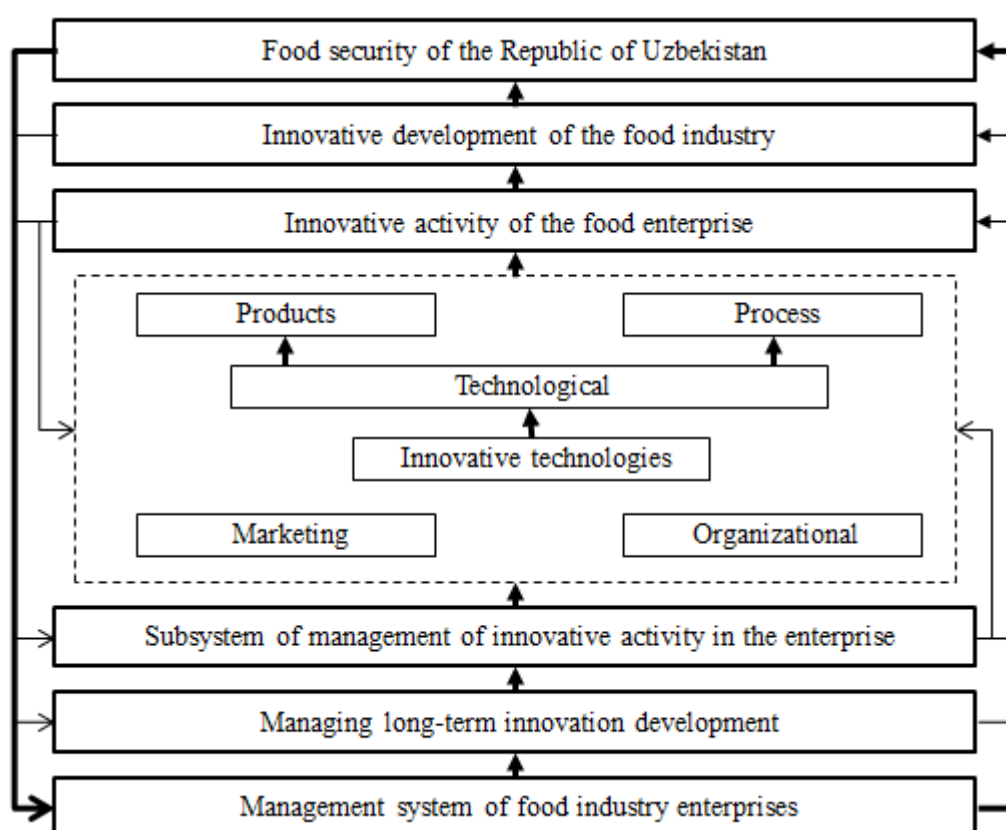 Food security of the Republic of Uzbekistan
Innovative development of the food industry
Innovative activity of the food enterprise
Products
Process
Technological
Innovative technologies
Marketing
Organizational
Subsystem of management of innovative activity in the enterprise
Managing long-term innovation development
Management system of food industry enterprises